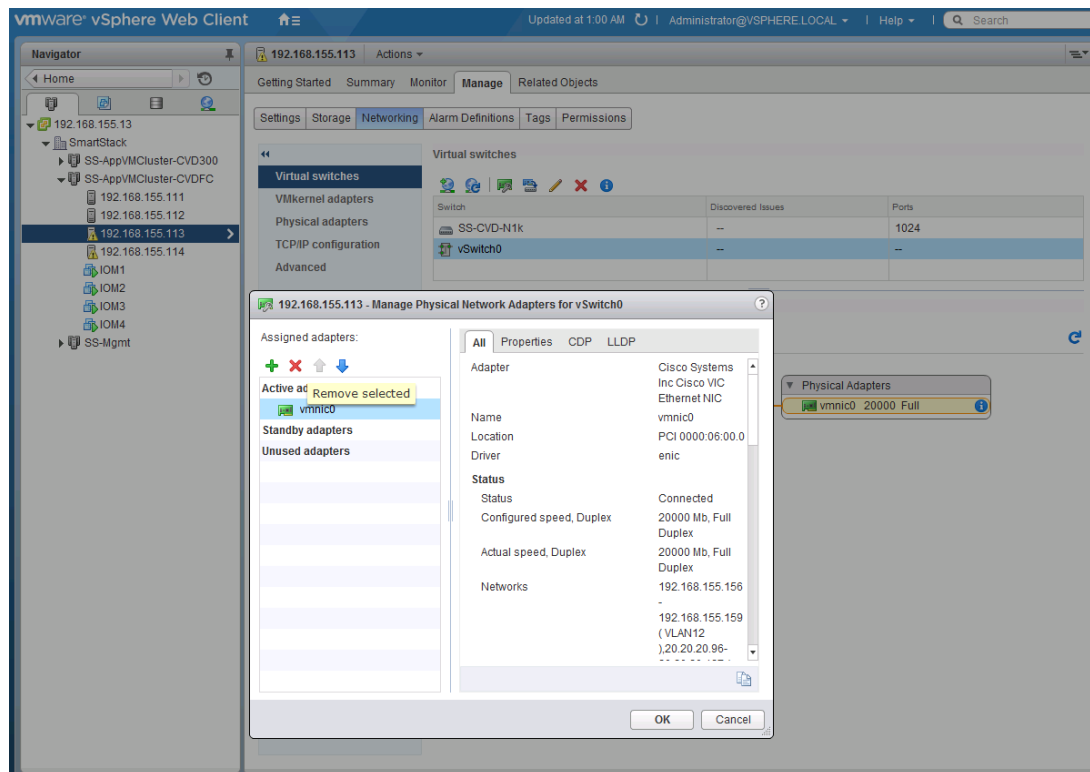 vmware® vSphere Web Client
Updated at 1:00 AM | Administrator@VSPHERE.LOCAL | Help | Search
Navigator
Home
192.168.155.13
SmartStack
SS-AppVMCluster-CVD300
SS-AppVMCluster-CVDFC
192.168.155.111
192.168.155.112
192.168.155.113
192.168.155.114
IOM1
IOM2
IOM3
IOM4
SS-Mgmt
192.168.155.113 Actions
Getting Started Summary Monitor Manage Related Objects
Settings Storage Networking Alarm Definitions Tags Permissions
Virtual switches
VMkernel adapters
Physical adapters
TCP/IP configuration
Advanced
Virtual switches
Switch Discovered Issues Ports
SS-CVD-N1k -- 1024
vSwitch0 -- --
192.168.155.113 - Manage Physical Network Adapters for vSwitch0 ?
Assigned adapters:
Active ad
Remove selected
vmnic0
Standby adapters
Unused adapters
All Properties CDP LLDP
Adapter Cisco Systems
Inc Cisco VIC
Ethernet NIC
Name vmnic0
Location PCI 0000:06:00.0
Driver enic
Status
Status Connected
Configured speed, Duplex 20000 Mb, Full
Duplex
Actual speed, Duplex 20000 Mb, Full
Duplex
Networks 192.168.155.156
-
192.168.155.159
( VLAN12
),20.20.20.96-
OK Cancel
Physical Adapters
vmnic0 20000 Full